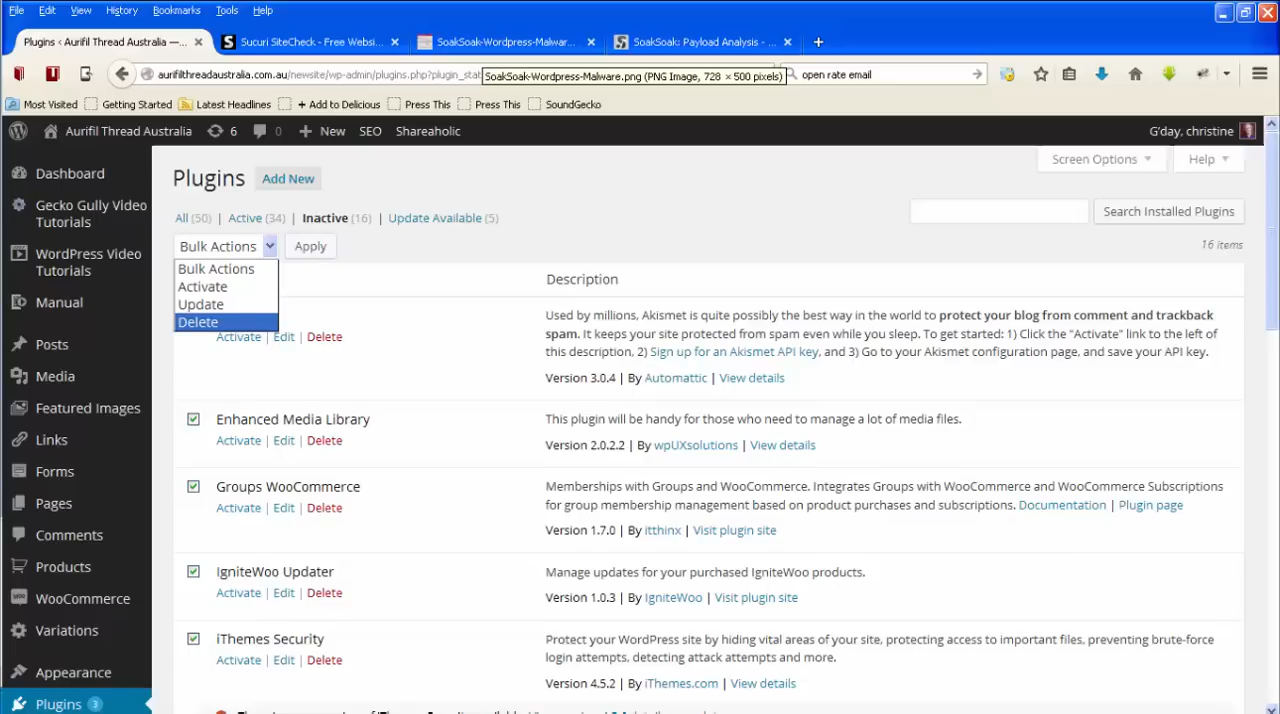 File Edit View History Bookmarks Tools Help
Plugins ‹ Aurifil Thread Australia —...
Sucuri SiteCheck - Free Websi...
SoakSoak-Wordpress-Malwar...
SoakSoak: Payload Analysis - ...
aurifilthreadaustralia.com.au/newsite/wp-admin/plugins.php?plugin_stat
SoakSoak-Wordpress-Malware.png (PNG Image, 728 × 500 pixels)
open rate email
Most Visited Getting Started Latest Headlines + Add to Delicious Press This Press This SoundGecko
Aurifil Thread Australia 6 0 New SEO Shareaholic G'day, christine
Screen Options Help
Plugins Add New
All (50) | Active (34) | Inactive (16) | Update Available (5)
Search Installed Plugins
Bulk Actions Apply
16 items
Bulk Actions
Activate
Update
Delete
Description
Activate | Edit | Delete
Used by millions, Akismet is quite possibly the best way in the world to protect your blog from comment and trackback
spam. It keeps your site protected from spam even while you sleep. To get started: 1) Click the "Activate" link to the left of
this description, 2) Sign up for an Akismet API key, and 3) Go to your Akismet configuration page, and save your API key.
Version 3.0.4 | By Automattic | View details
Enhanced Media Library
Activate | Edit | Delete
This plugin will be handy for those who need to manage a lot of media files.
Version 2.0.2.2 | By wpUXsolutions | View details
Groups WooCommerce
Activate | Edit | Delete
Memberships with Groups and WooCommerce. Integrates Groups with WooCommerce and WooCommerce Subscriptions
for group membership management based on product purchases and subscriptions. Documentation | Plugin page
Version 1.7.0 | By itthinx | Visit plugin site
IgniteWoo Updater
Activate | Edit | Delete
Manage updates for your purchased IgniteWoo products.
Version 1.0.3 | By IgniteWoo | Visit plugin site
iThemes Security
Activate | Edit | Delete
Protect your WordPress site by hiding vital areas of your site, protecting access to important files, preventing brute-force
login attempts, detecting attack attempts and more.
Version 4.5.2 | By iThemes.com | View details
Dashboard
Gecko Gully Video
Tutorials
WordPress Video
Tutorials
Manual
Posts
Media
Featured Images
Links
Forms
Pages
Comments
Products
WooCommerce
Variations
Appearance
Plugins 3